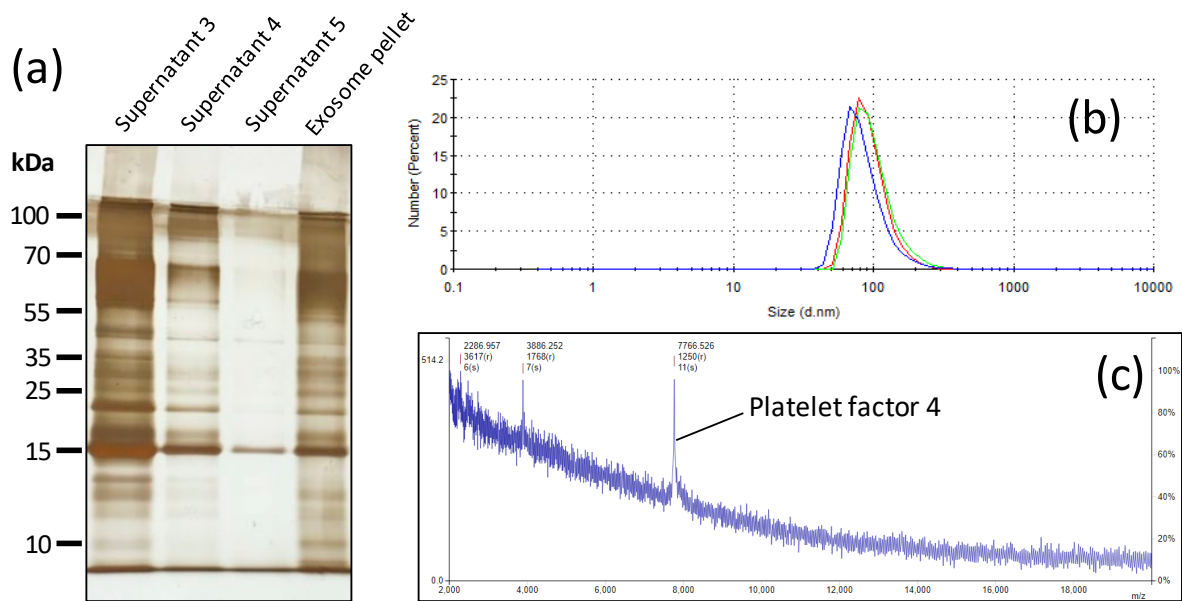 (a)
Supernatant 3
Supernatant 4
Supernatant 5
Exosome pellet
kDa
100
70
55
35
25
15
10
(b)
Number (Percent)
25
20
15
10
5
0
0.1 1 10 100 1000 10000
Size (d.nm)
(c)
514.2
0.0
2286.957
3617(r)
6(s)
3886.252
1768(r)
7(s)
7766.526
1250(r)
11(s)
Platelet factor 4
100%
80%
60%
40%
20%
0%
2,000 4,000 6,000 8,000 10,000 12,000 14,000 16,000 18,000 m/z